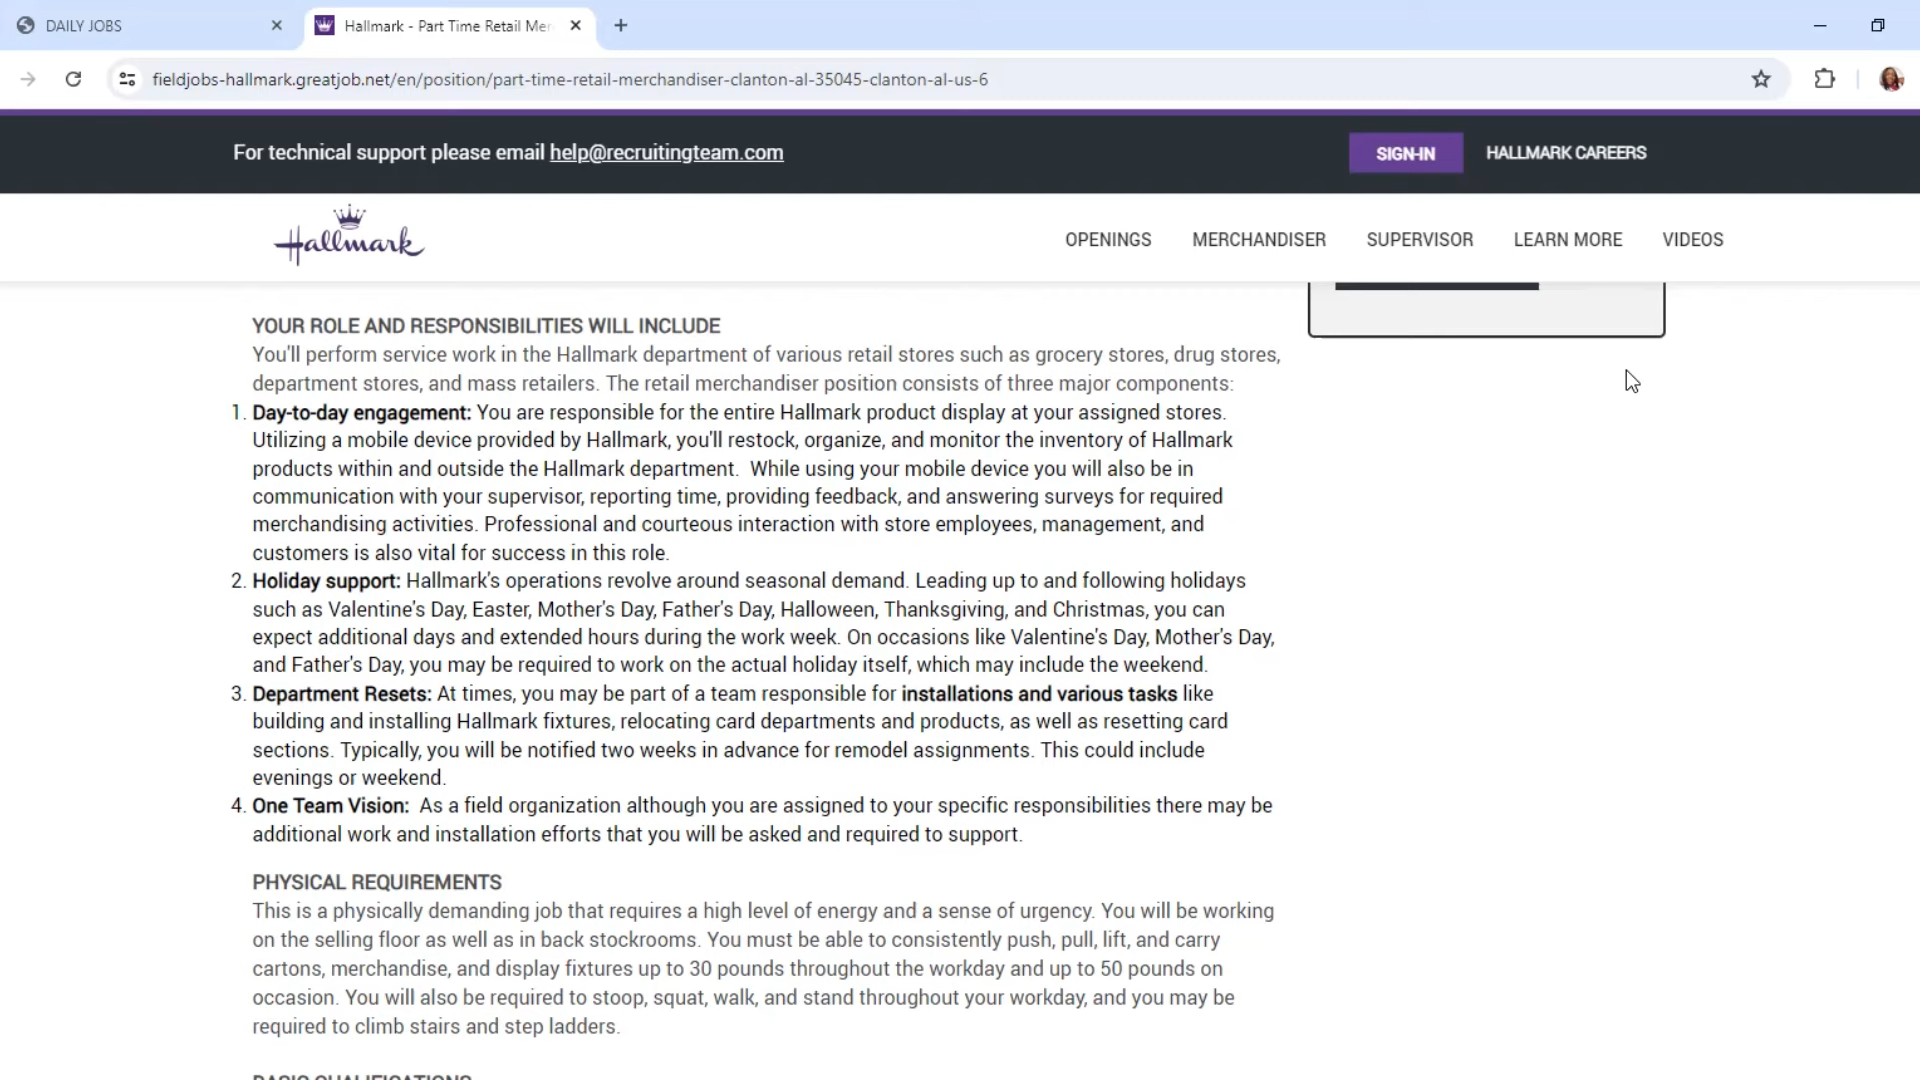 DAILY JOBS
Hallmark - Part Time Retail Mer
fieldjobs-hallmark.greatjob.net/en/position/part-time-retail-merchandiser-clanton-al-35045-clanton-al-us-6
For technical support please email help@recruitingteam.com
SIGN-IN
HALLMARK CAREERS
Hallmark
OPENINGS
MERCHANDISER
SUPERVISOR
LEARN MORE
VIDEOS
YOUR ROLE AND RESPONSIBILITIES WILL INCLUDE
You'll perform service work in the Hallmark department of various retail stores such as grocery stores, drug stores,
department stores, and mass retailers. The retail merchandiser position consists of three major components:
1. Day-to-day engagement: You are responsible for the entire Hallmark product display at your assigned stores.
Utilizing a mobile device provided by Hallmark, you'll restock, organize, and monitor the inventory of Hallmark
products within and outside the Hallmark department.  While using your mobile device you will also be in
communication with your supervisor, reporting time, providing feedback, and answering surveys for required
merchandising activities. Professional and courteous interaction with store employees, management, and
customers is also vital for success in this role.
2. Holiday support: Hallmark's operations revolve around seasonal demand. Leading up to and following holidays
such as Valentine's Day, Easter, Mother's Day, Father's Day, Halloween, Thanksgiving, and Christmas, you can
expect additional days and extended hours during the work week. On occasions like Valentine's Day, Mother's Day,
and Father's Day, you may be required to work on the actual holiday itself, which may include the weekend.
3. Department Resets: At times, you may be part of a team responsible for installations and various tasks like
building and installing Hallmark fixtures, relocating card departments and products, as well as resetting card
sections. Typically, you will be notified two weeks in advance for remodel assignments. This could include
evenings or weekend.
4. One Team Vision:  As a field organization although you are assigned to your specific responsibilities there may be
additional work and installation efforts that you will be asked and required to support.
PHYSICAL REQUIREMENTS
This is a physically demanding job that requires a high level of energy and a sense of urgency. You will be working
on the selling floor as well as in back stockrooms. You must be able to consistently push, pull, lift, and carry
cartons, merchandise, and display fixtures up to 30 pounds throughout the workday and up to 50 pounds on
occasion. You will also be required to stoop, squat, walk, and stand throughout your workday, and you may be
required to climb stairs and step ladders.
BASIC QUALIFICATIONS